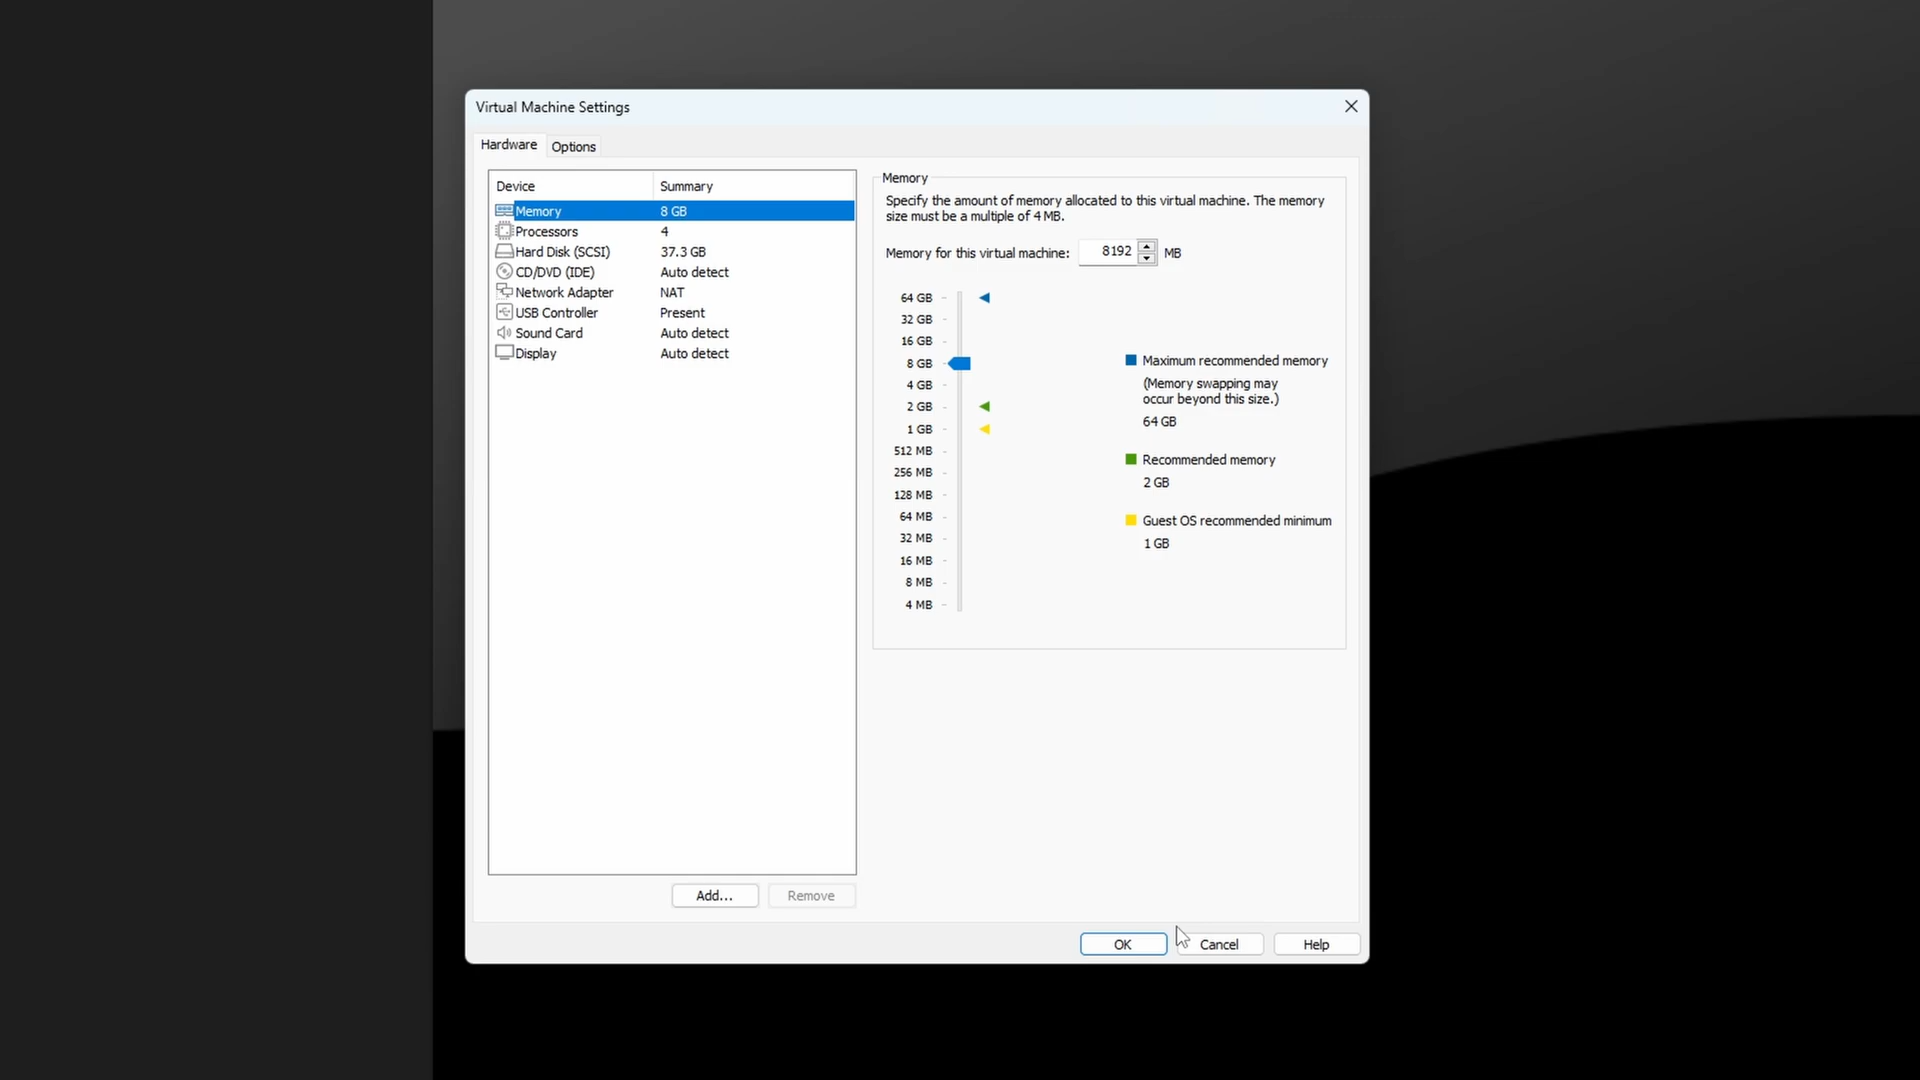 Virtual Machine Settings
Hardware
Options
Device Summary
Memory 8 GB
Processors 4
Hard Disk (SCSI) 37.3 GB
CD/DVD (IDE) Auto detect
Network Adapter NAT
USB Controller Present
Sound Card Auto detect
Display Auto detect
Add...
Remove
Memory
Specify the amount of memory allocated to this virtual machine. The memory
size must be a multiple of 4 MB.
Memory for this virtual machine: 8192 MB
64 GB
32 GB
16 GB
8 GB
4 GB
2 GB
1 GB
512 MB
256 MB
128 MB
64 MB
32 MB
16 MB
8 MB
4 MB
Maximum recommended memory
(Memory swapping may
occur beyond this size.)
64 GB
Recommended memory
2 GB
Guest OS recommended minimum
1 GB
OK
Cancel
Help